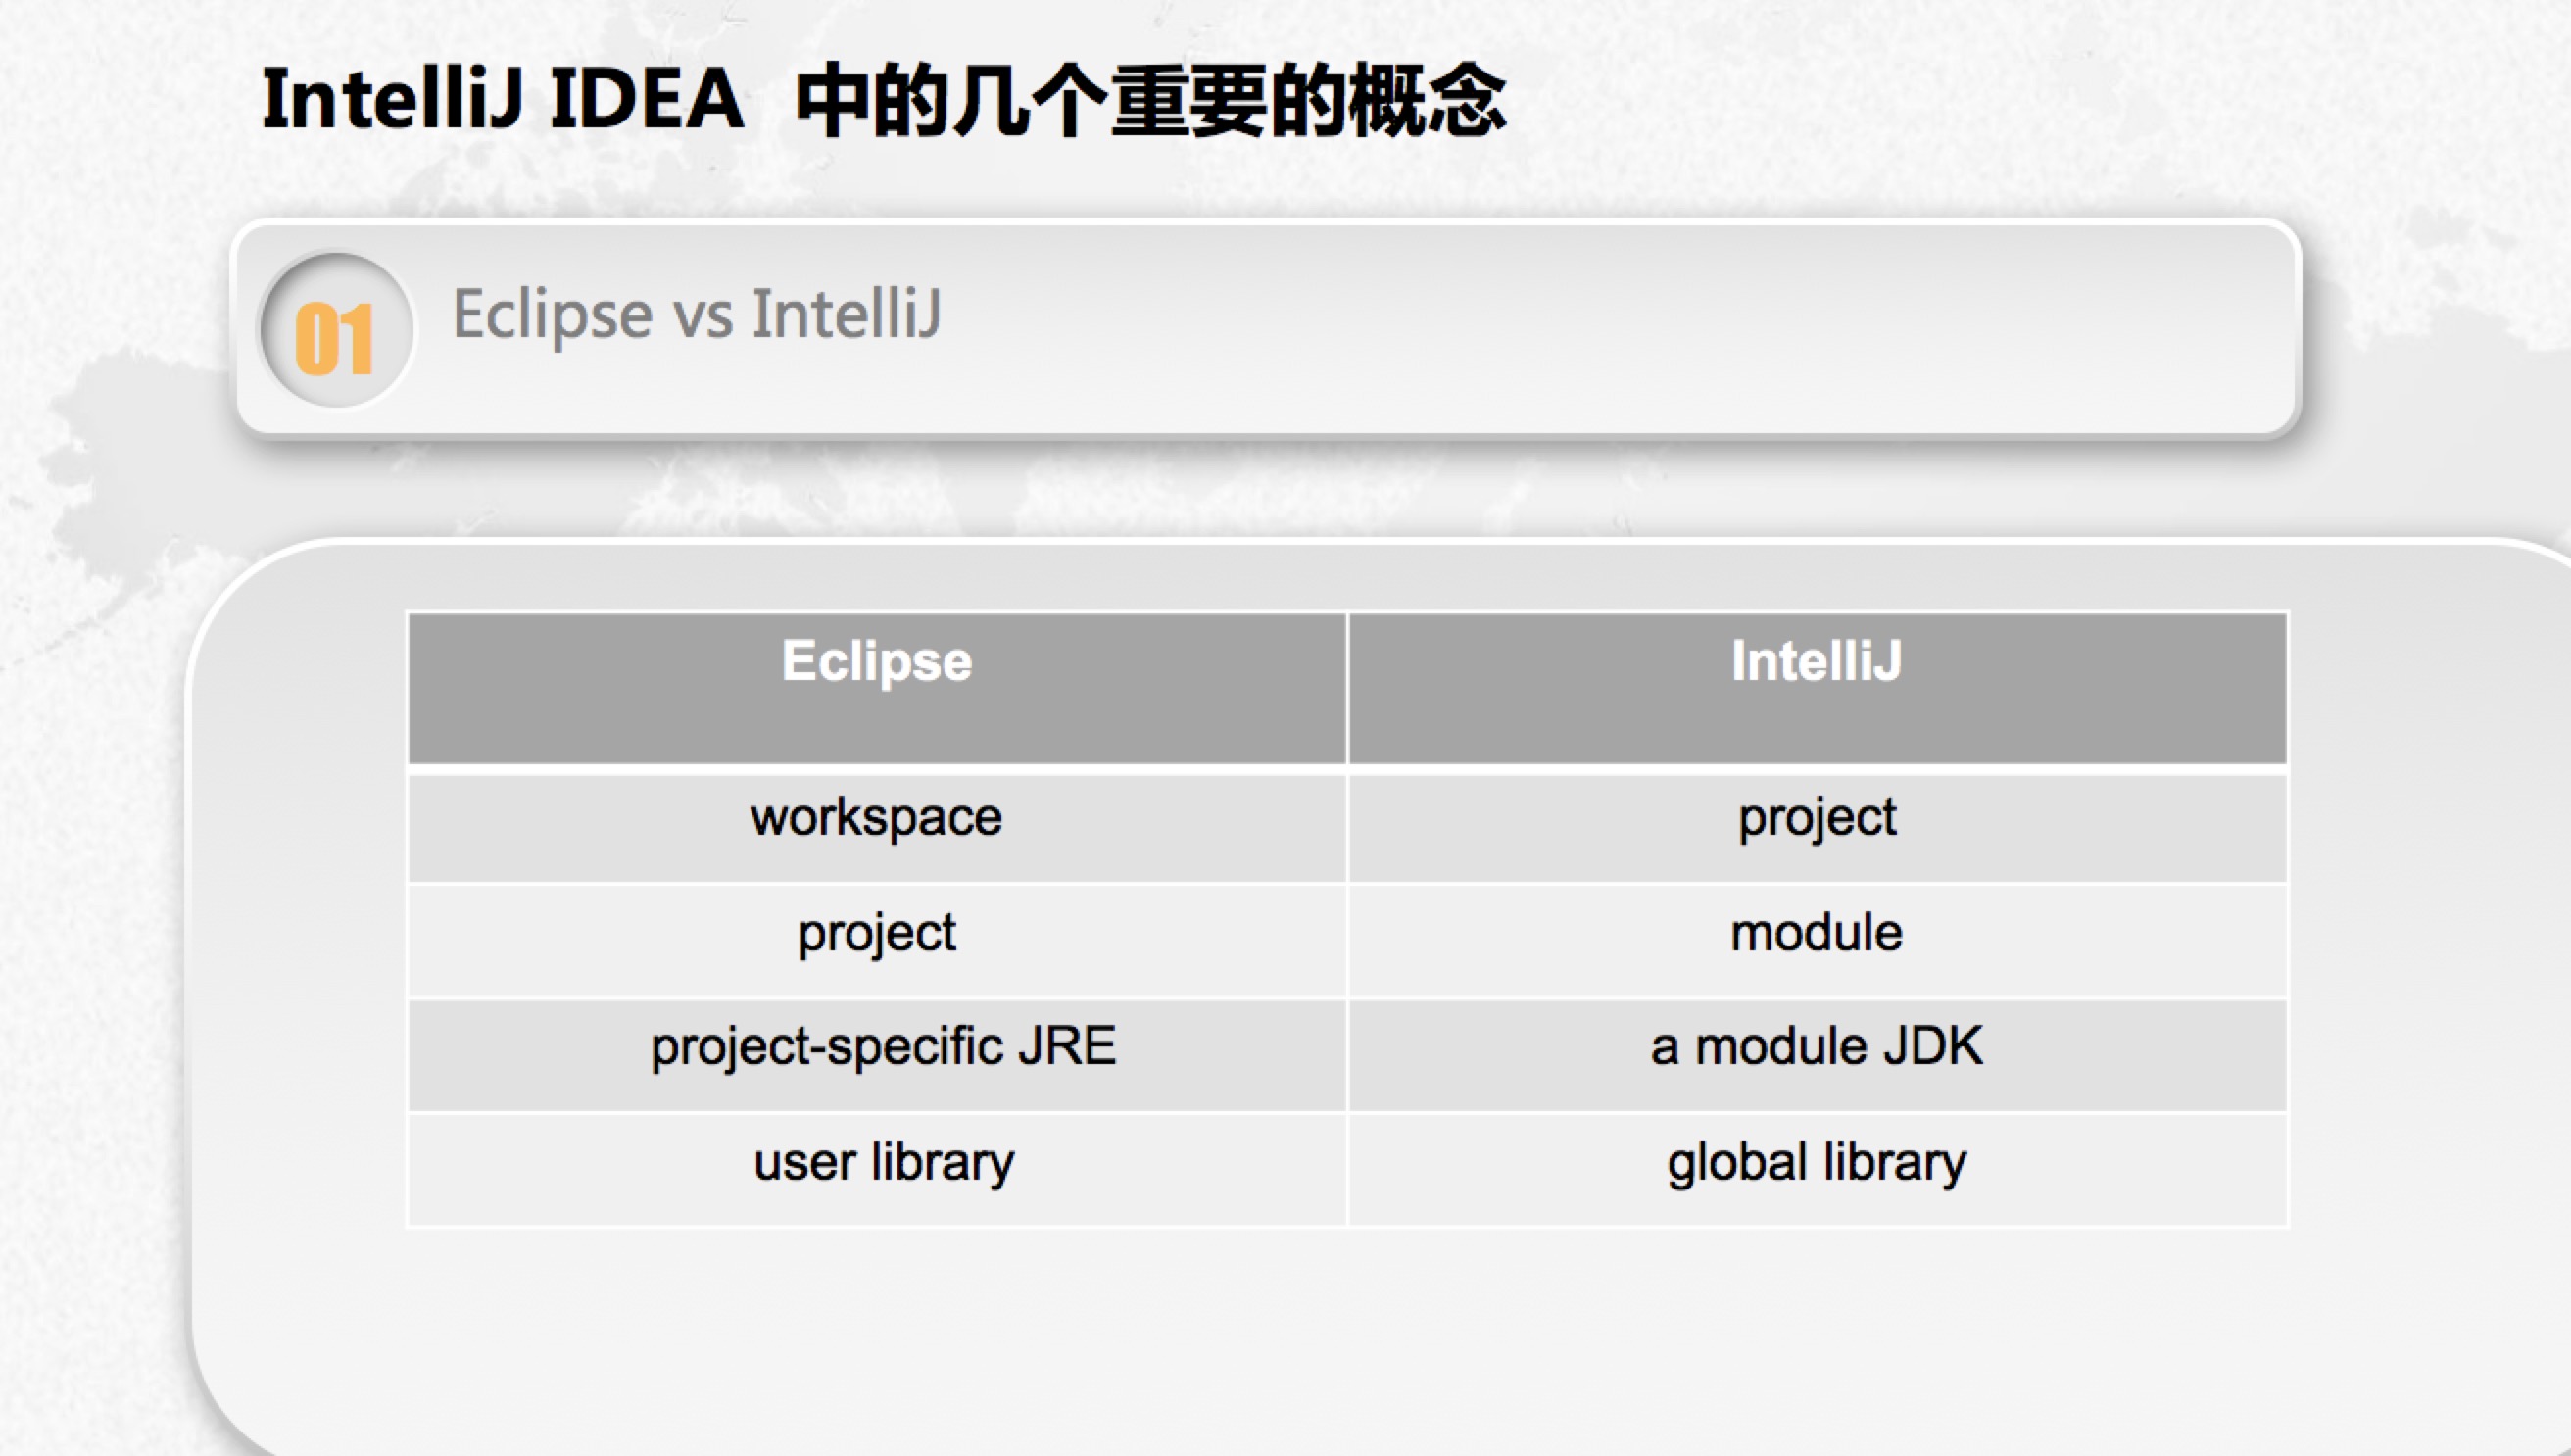 IntelliJ IDEA 中的几个重要的概念
01 Eclipse vs IntelliJ
Eclipse IntelliJ
workspace project
project module
project-specific JRE a module JDK
user library global library